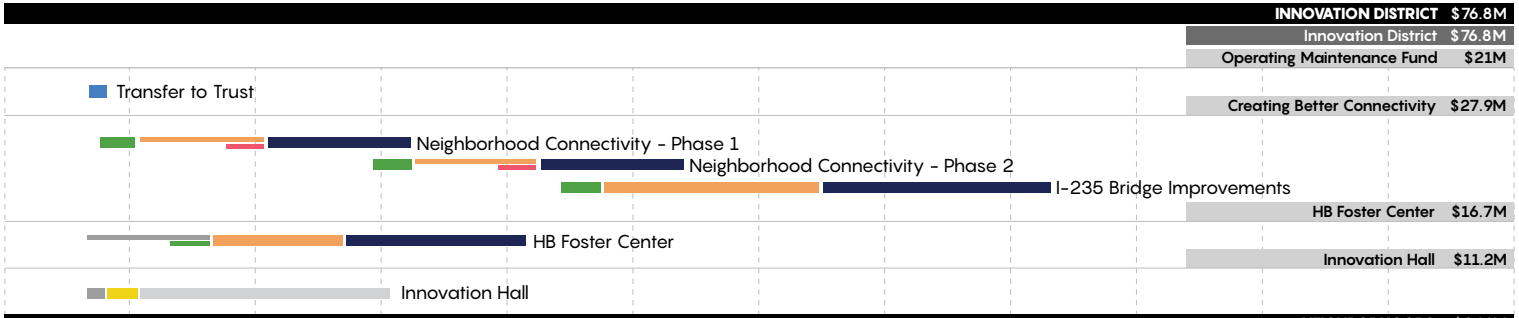 INNOVATION DISTRICT $76.8M
Innovation District $76.8M
Operating Maintenance Fund $21M
Transfer to Trust
Creating Better Connectivity $27.9M
Neighborhood Connectivity - Phase 1
Neighborhood Connectivity - Phase 2
I-235 Bridge Improvements
HB Foster Center $16.7M
HB Foster Center
Innovation Hall $11.2M
Innovation Hall